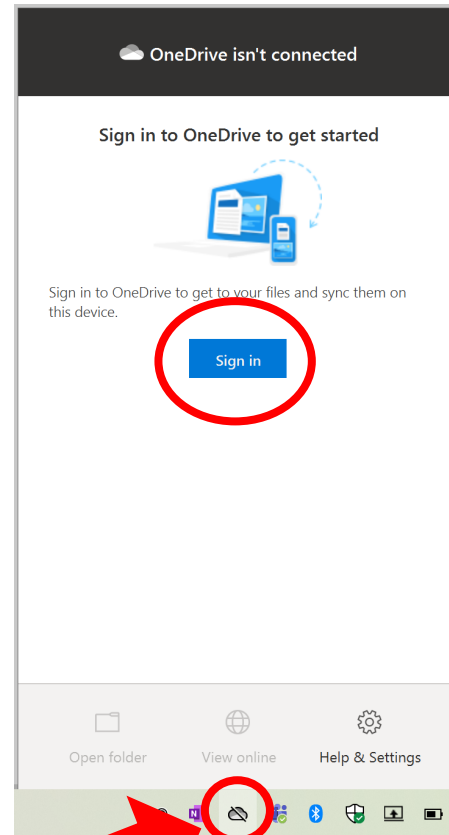 OneDrive isn't connected
Sign in to OneDrive to get started
Sign in to OneDrive to get to your files and sync them on
this device.
Sign in
Open folder View online Help & Settings
N